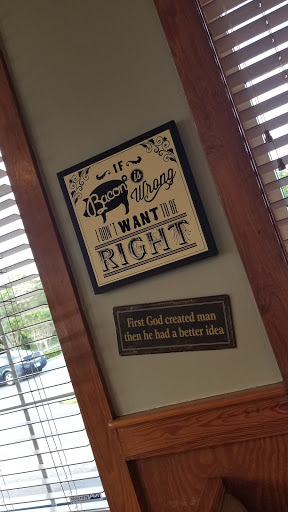 IF
Bacon Is
Wrong
I DON'T WANT TO BE
RIGHT
First God created man
then he had a better idea